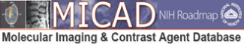 MICAD NIH Roadmap
Molecular Imaging & Contrast Agent Database